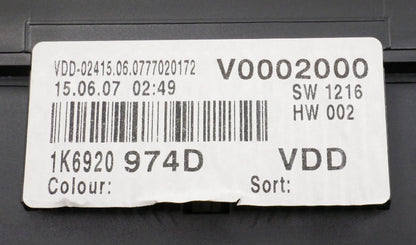 VDD-02415.06.0777020172 V0002000
15.06.07 02:49 SW 1216
HW 002
1K6920 974D VDD
Colour: Sort: